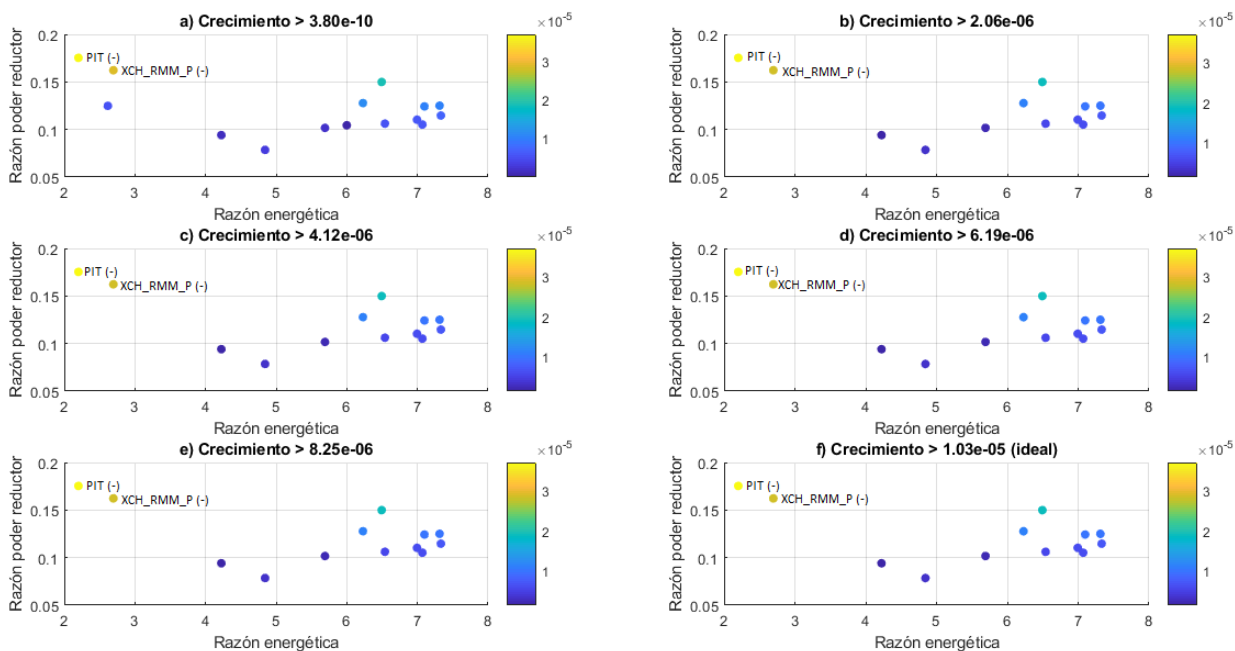 a) Crecimiento > 3.80e-10
×10⁻⁵
0.2
0.15
0.1
0.05
Razón poder reductor
PIT (-)
XCH_RMM_P (-)
2 3 4 5 6 7 8
Razón energética
3
2
1
b) Crecimiento > 2.06e-06
×10⁻⁵
0.2
0.15
0.1
0.05
Razón poder reductor
PIT (-)
XCH_RMM_P (-)
2 3 4 5 6 7 8
Razón energética
3
2
1
c) Crecimiento > 4.12e-06
×10⁻⁵
0.2
0.15
0.1
0.05
Razón poder reductor
PIT (-)
XCH_RMM_P (-)
2 3 4 5 6 7 8
Razón energética
3
2
1
d) Crecimiento > 6.19e-06
×10⁻⁵
0.2
0.15
0.1
0.05
Razón poder reductor
PIT (-)
XCH_RMM_P (-)
2 3 4 5 6 7 8
Razón energética
3
2
1
e) Crecimiento > 8.25e-06
×10⁻⁵
0.2
0.15
0.1
0.05
Razón poder reductor
PIT (-)
XCH_RMM_P (-)
2 3 4 5 6 7 8
Razón energética
3
2
1
f) Crecimiento > 1.03e-05 (ideal)
×10⁻⁵
0.2
0.15
0.1
0.05
Razón poder reductor
PIT (-)
XCH_RMM_P (-)
2 3 4 5 6 7 8
Razón energética
3
2
1